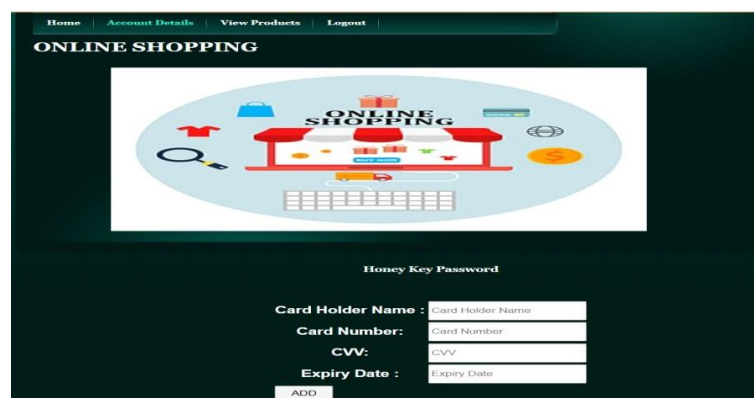 Home Account Details View Products Logout
ONLINE SHOPPING
ONLINE
SHOPPING
BUY NOW
Honey Key Password
Card Holder Name : Card Holder Name
Card Number: Card Number
CVV: CVV
Expiry Date : Expiry Date
ADD